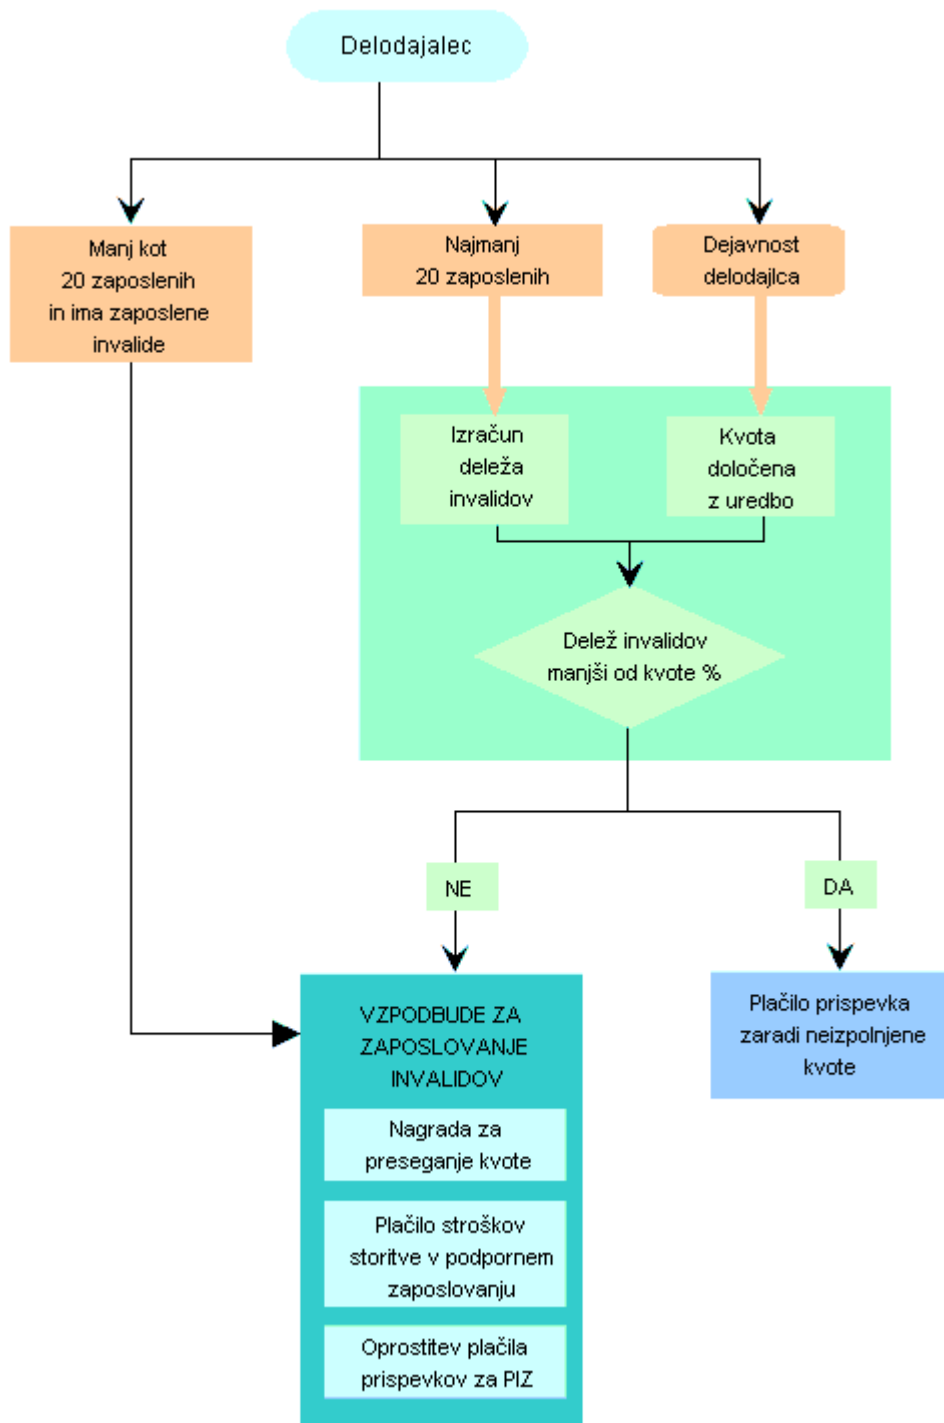 Delodajalec
Manj kot
20 zaposlenih
in ima zaposlene
invalide
Najmanj
20 zaposlenih
Dejavnost
delodajlca
Izračun
deleža
invalidov
Kvota
določena
z uredbo
Delež invalidov
manjši od kvote %
NE
DA
VZPODBUDE ZA
ZAPOSLOVANJE
INVALIDOV
Nagrada za
preseganje kvote
Plačilo stroškov
storitve v podpornem
zaposlovanju
Oprostitev plačila
prispevkov za PIZ
Plačilo prispevka
zaradi neizpolnjene
kvote